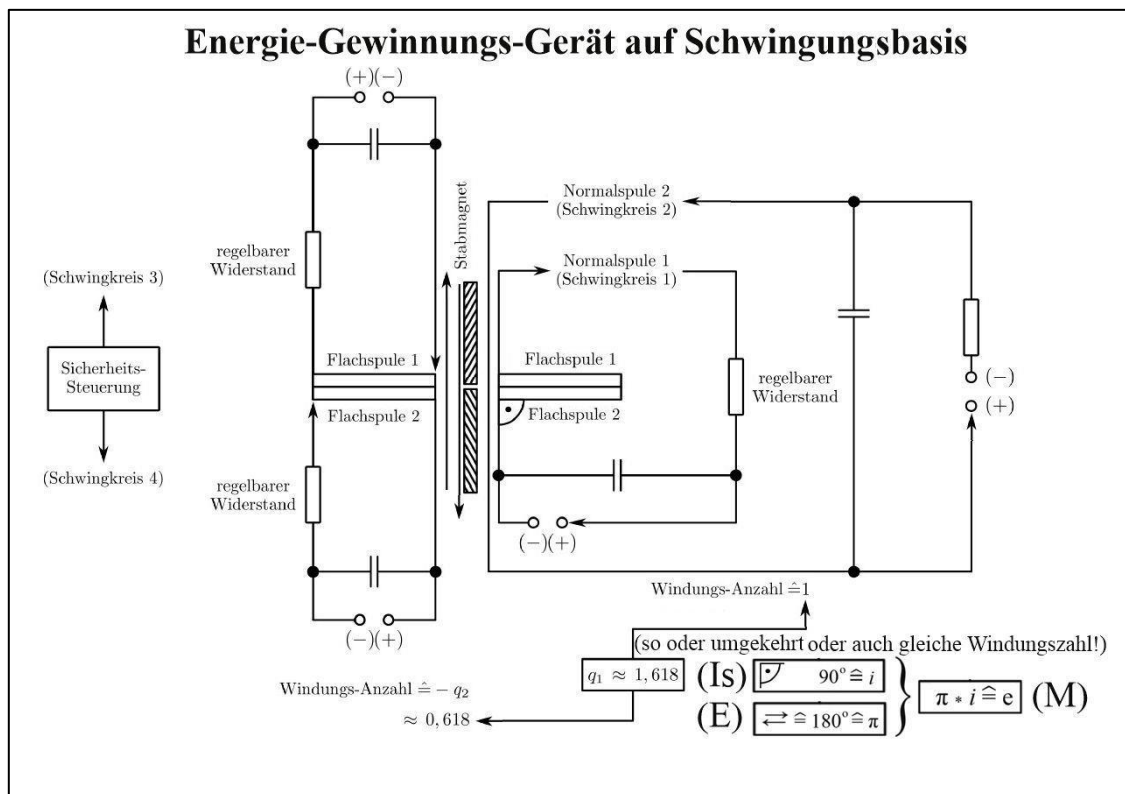 Energie-Gewinnungs-Gerät auf Schwingungsbasis
(+)(−)
regelbarer
Widerstand
(Schwingkreis 3)
Sicherheits-
Steuerung
(Schwingkreis 4)
Flachspule 1
Flachspule 2
regelbarer
Widerstand
(−)(+)
Stabmagnet
Normalspule 2
(Schwingkreis 2)
Normalspule 1
(Schwingkreis 1)
Flachspule 1
Flachspule 2
regelbarer
Widerstand
(−)(+)
(−)
(+)
Windungs-Anzahl ≙1
(so oder umgekehrt oder auch gleiche Windungszahl!)
q₁ ≈ 1,618
(Is) 90° ≙ i
(E) ⇄ ≙ 180° ≙ π
π * i ≙ e (M)
Windungs-Anzahl ≙ − q₂
≈ 0,618